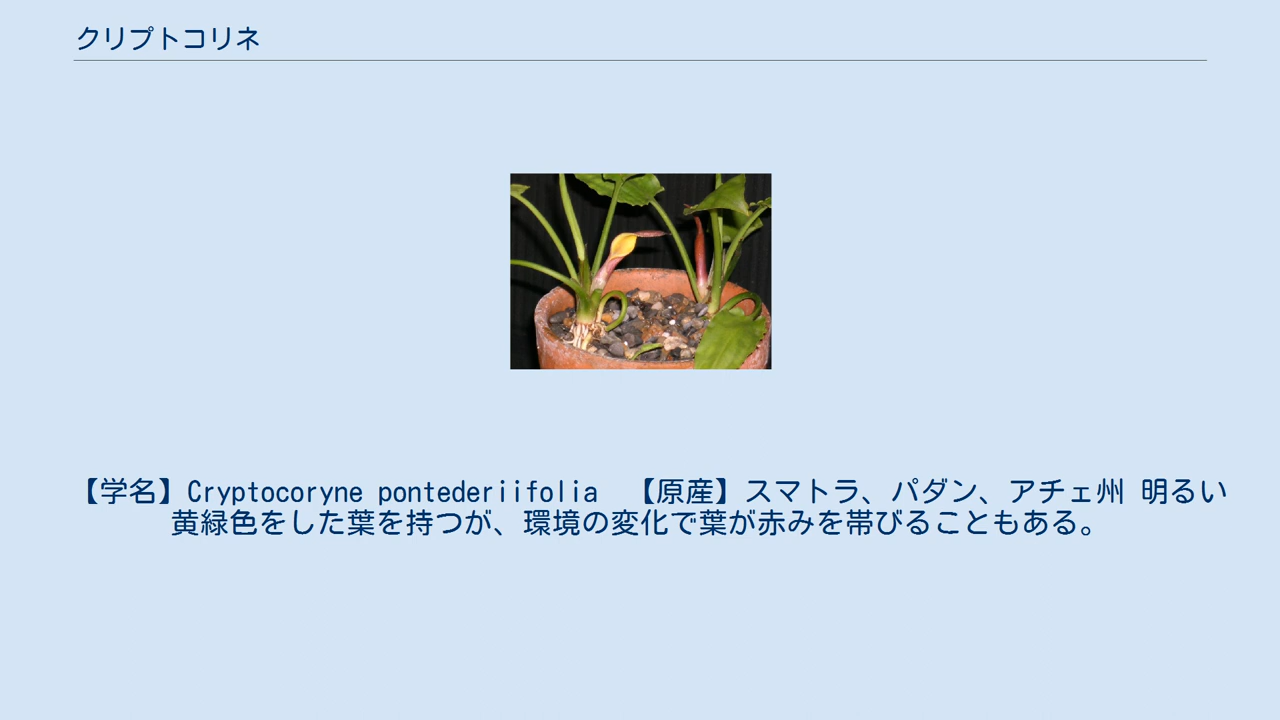 クリプトコリネ
【学名】Cryptocoryne pontederiifolia　【原産】スマトラ、パダン、アチェ州 明るい
黄緑色をした葉を持つが、環境の変化で葉が赤みを帯びることもある。